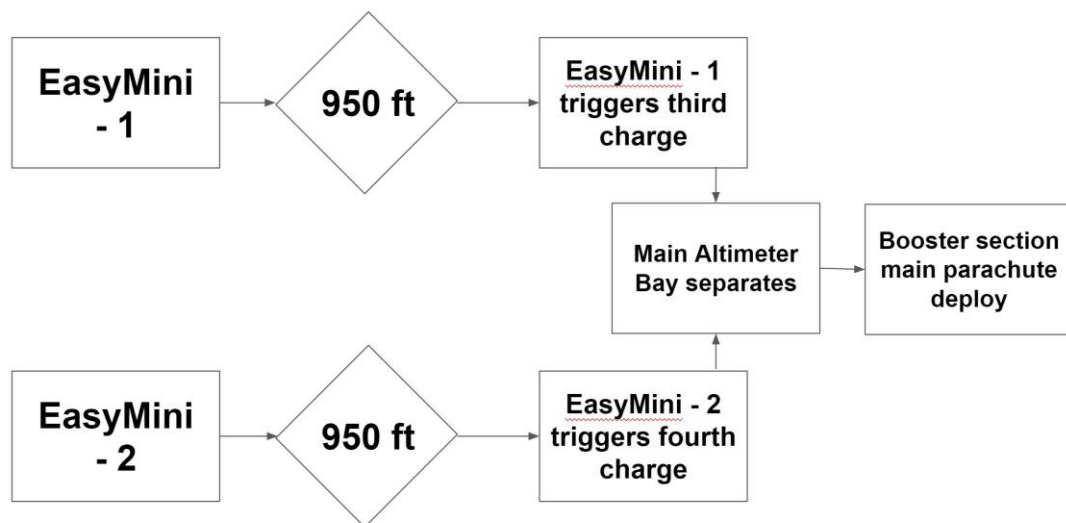 EasyMini
- 1
950 ft
EasyMini - 1
triggers third
charge
Main Altimeter
Bay separates
Booster section
main parachute
deploy
EasyMini
- 2
950 ft
EasyMini - 2
triggers fourth
charge